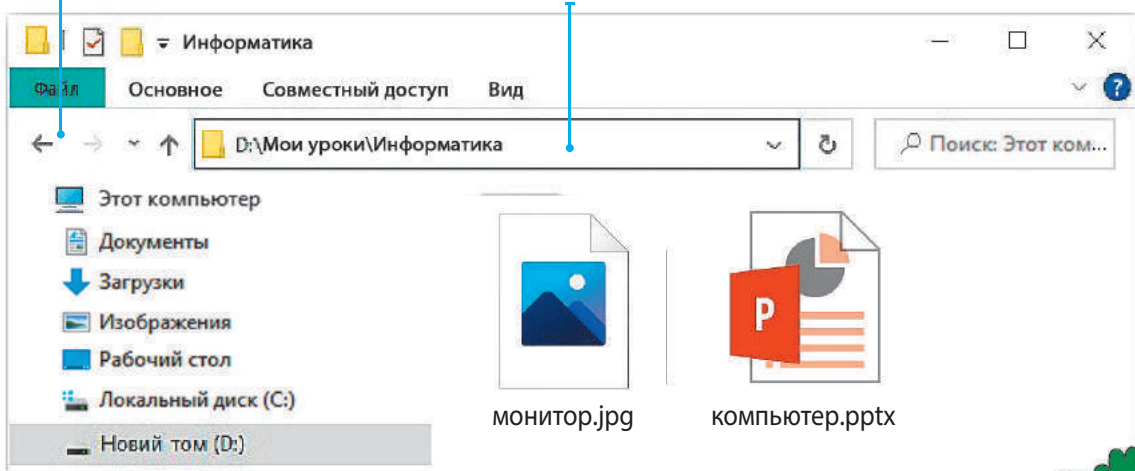 Информатика
Файл Основное Совместный доступ Вид ?
D:\Мои уроки\Информатика Поиск: Этот ком...
Этот компьютер
Документы
Загрузки
Изображения
Рабочий стол
Локальный диск (C:)
Новий том (D:)
P
монитор.jpg компьютер.pptx